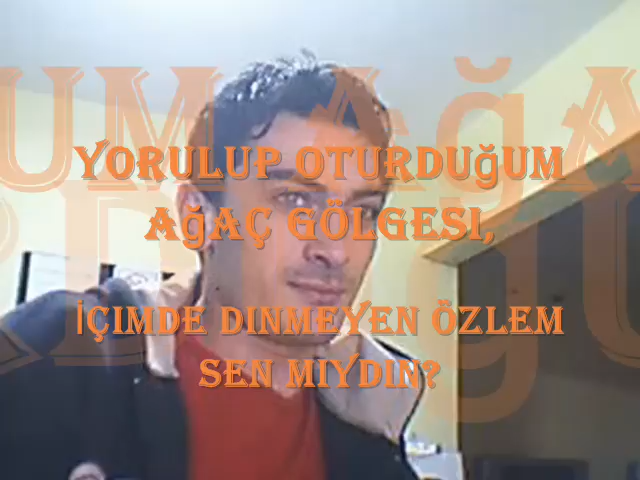 YORULUP OTURDUĞUM
AĞAÇ GÖLGESI,
İÇIMDE DINMEYEN ÖZLEM
SEN MIYDIN?